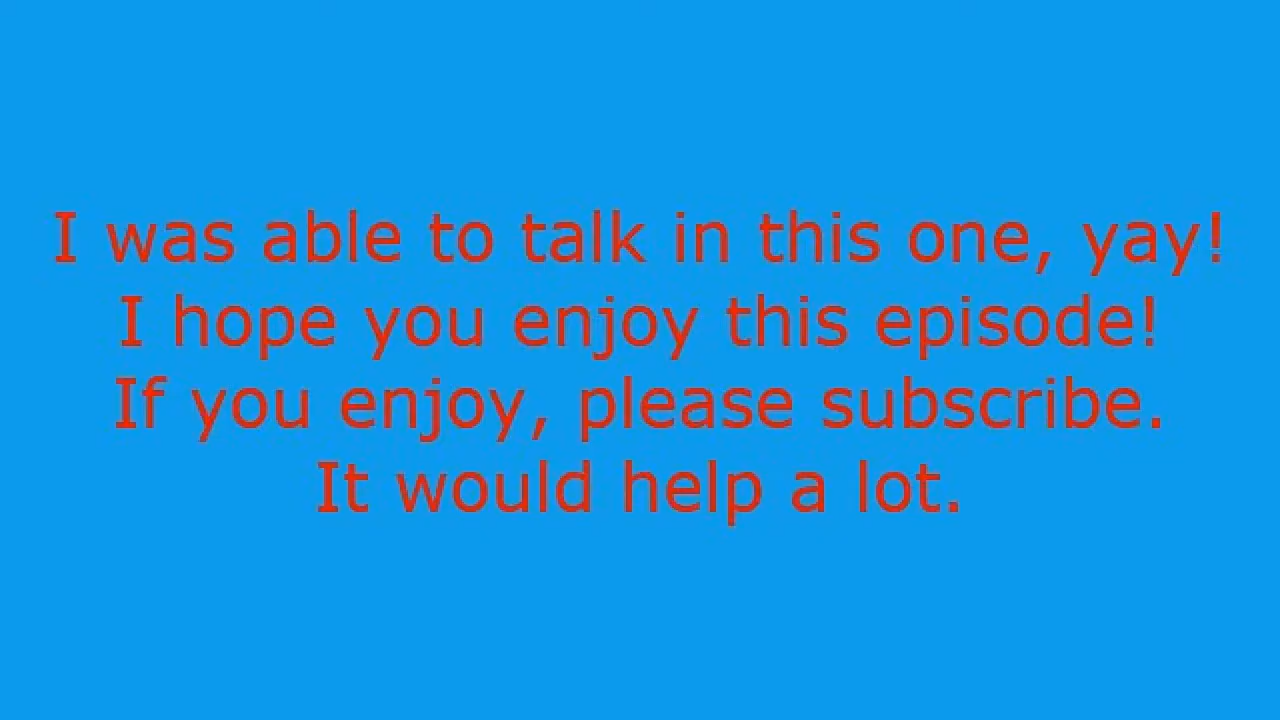 I was able to talk in this one, yay!
I hope you enjoy this episode!
If you enjoy, please subscribe.
It would help a lot.